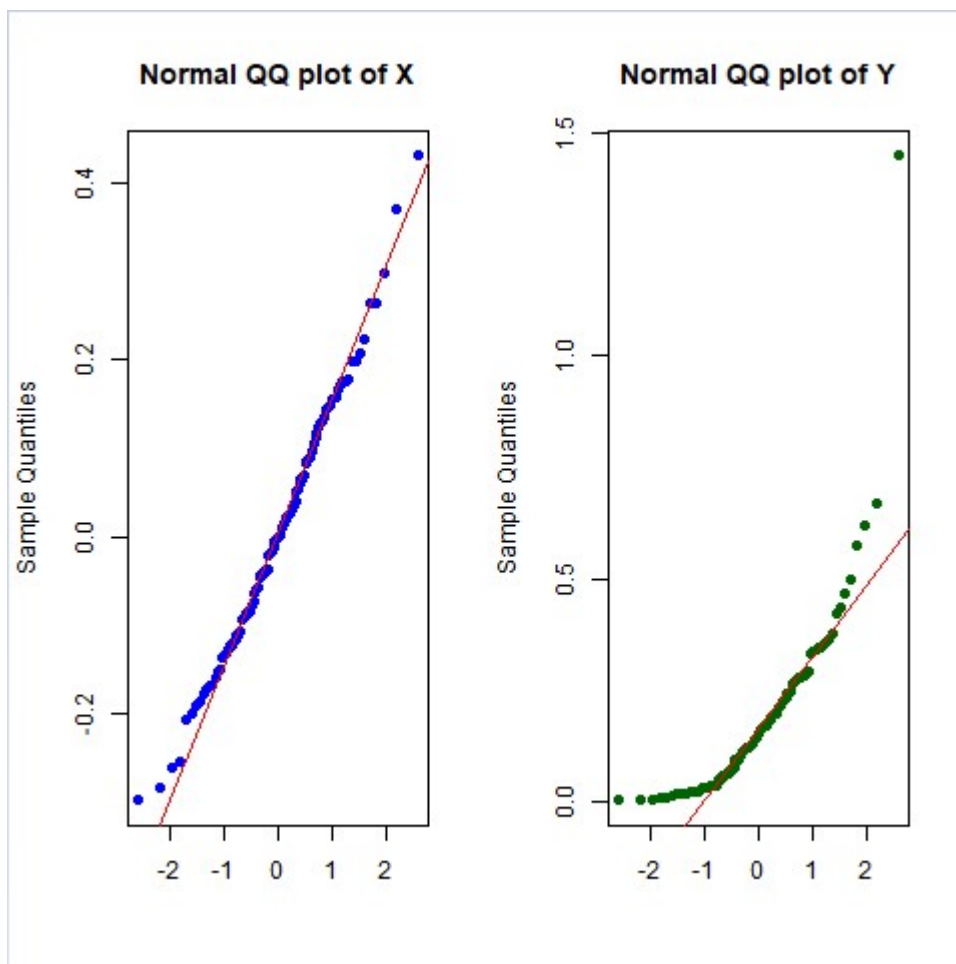 Normal QQ plot of X
Sample Quantiles
0.4
0.2
0.0
-0.2
-2 -1 0 1 2
Normal QQ plot of Y
Sample Quantiles
1.5
1.0
0.5
0.0
-2 -1 0 1 2